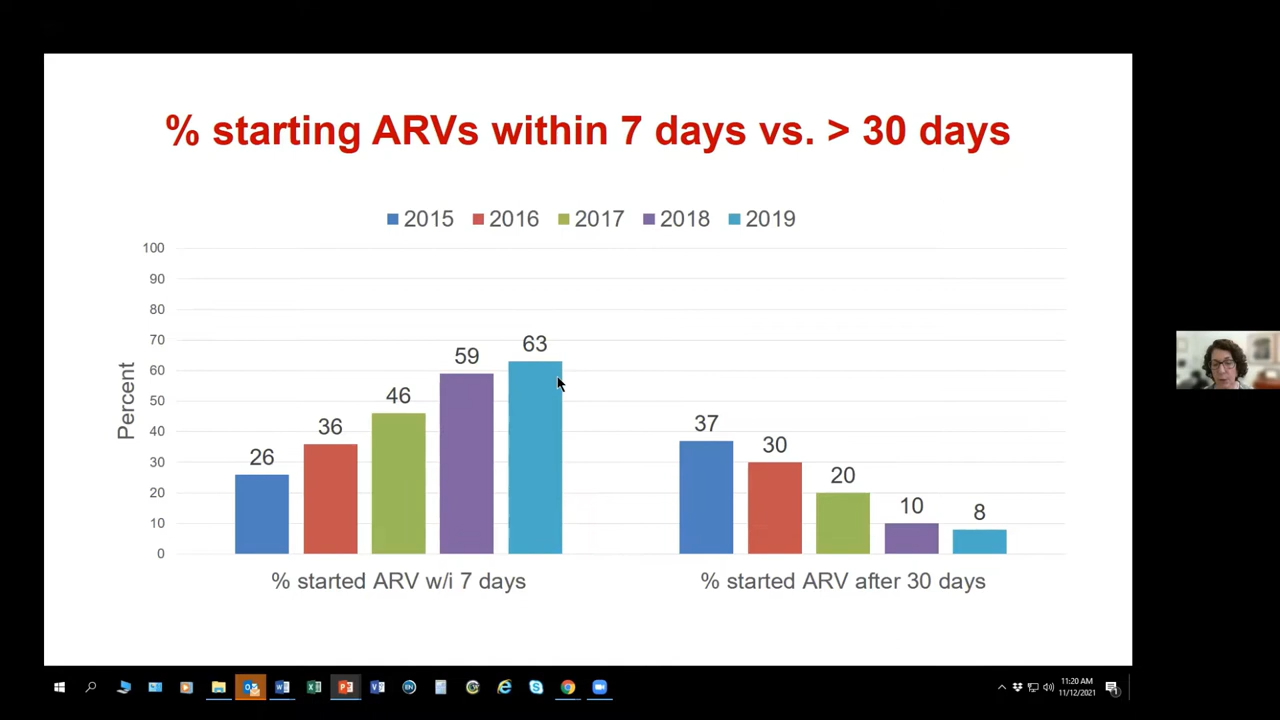 % starting ARVs within 7 days vs. > 30 days
2015 2016 2017 2018 2019
Percent
100
90
80
70
60
50
40
30
20
10
0
26 36 46 59 63
37 30 20 10 8
% started ARV w/i 7 days
% started ARV after 30 days
11:20 AM
11/12/2021